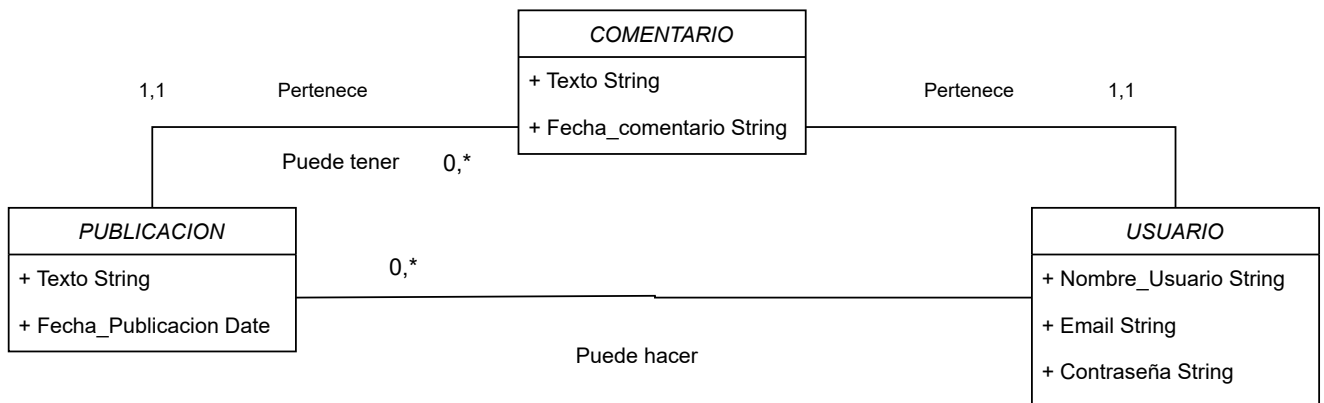 COMENTARIO
+ Texto String
+ Fecha_comentario String
1,1
Pertenece
Pertenece
1,1
Puede tener
0,*
PUBLICACION
+ Texto String
+ Fecha_Publicacion Date
0,*
Puede hacer
USUARIO
+ Nombre_Usuario String
+ Email String
+ Contraseña String